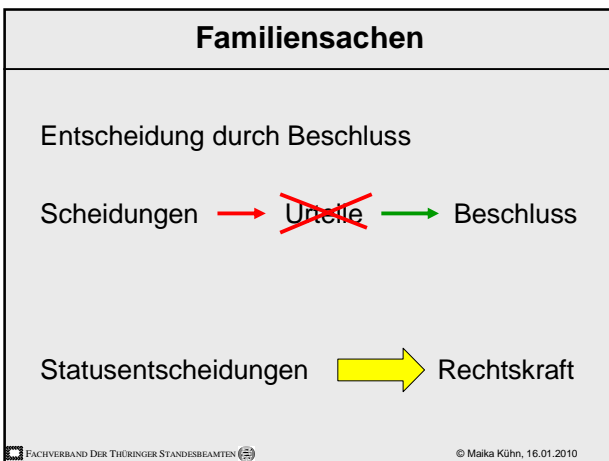 Familiensachen
Entscheidung durch Beschluss
Scheidungen Urteile Beschluss
Statusentscheidungen Rechtskraft
FACHVERBAND DER THÜRINGER STANDESBEAMTEN © Maika Kühn, 16.01.2010